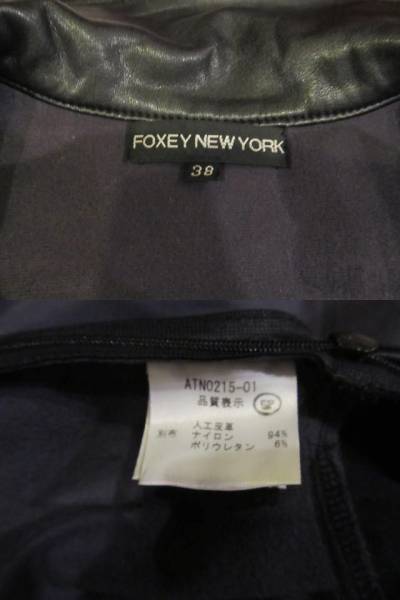 FOXEY NEW YORK
38
ATN0215-01
品質表示
人工皮革
別布 ナイロン 94%
ポリウレタン 6%